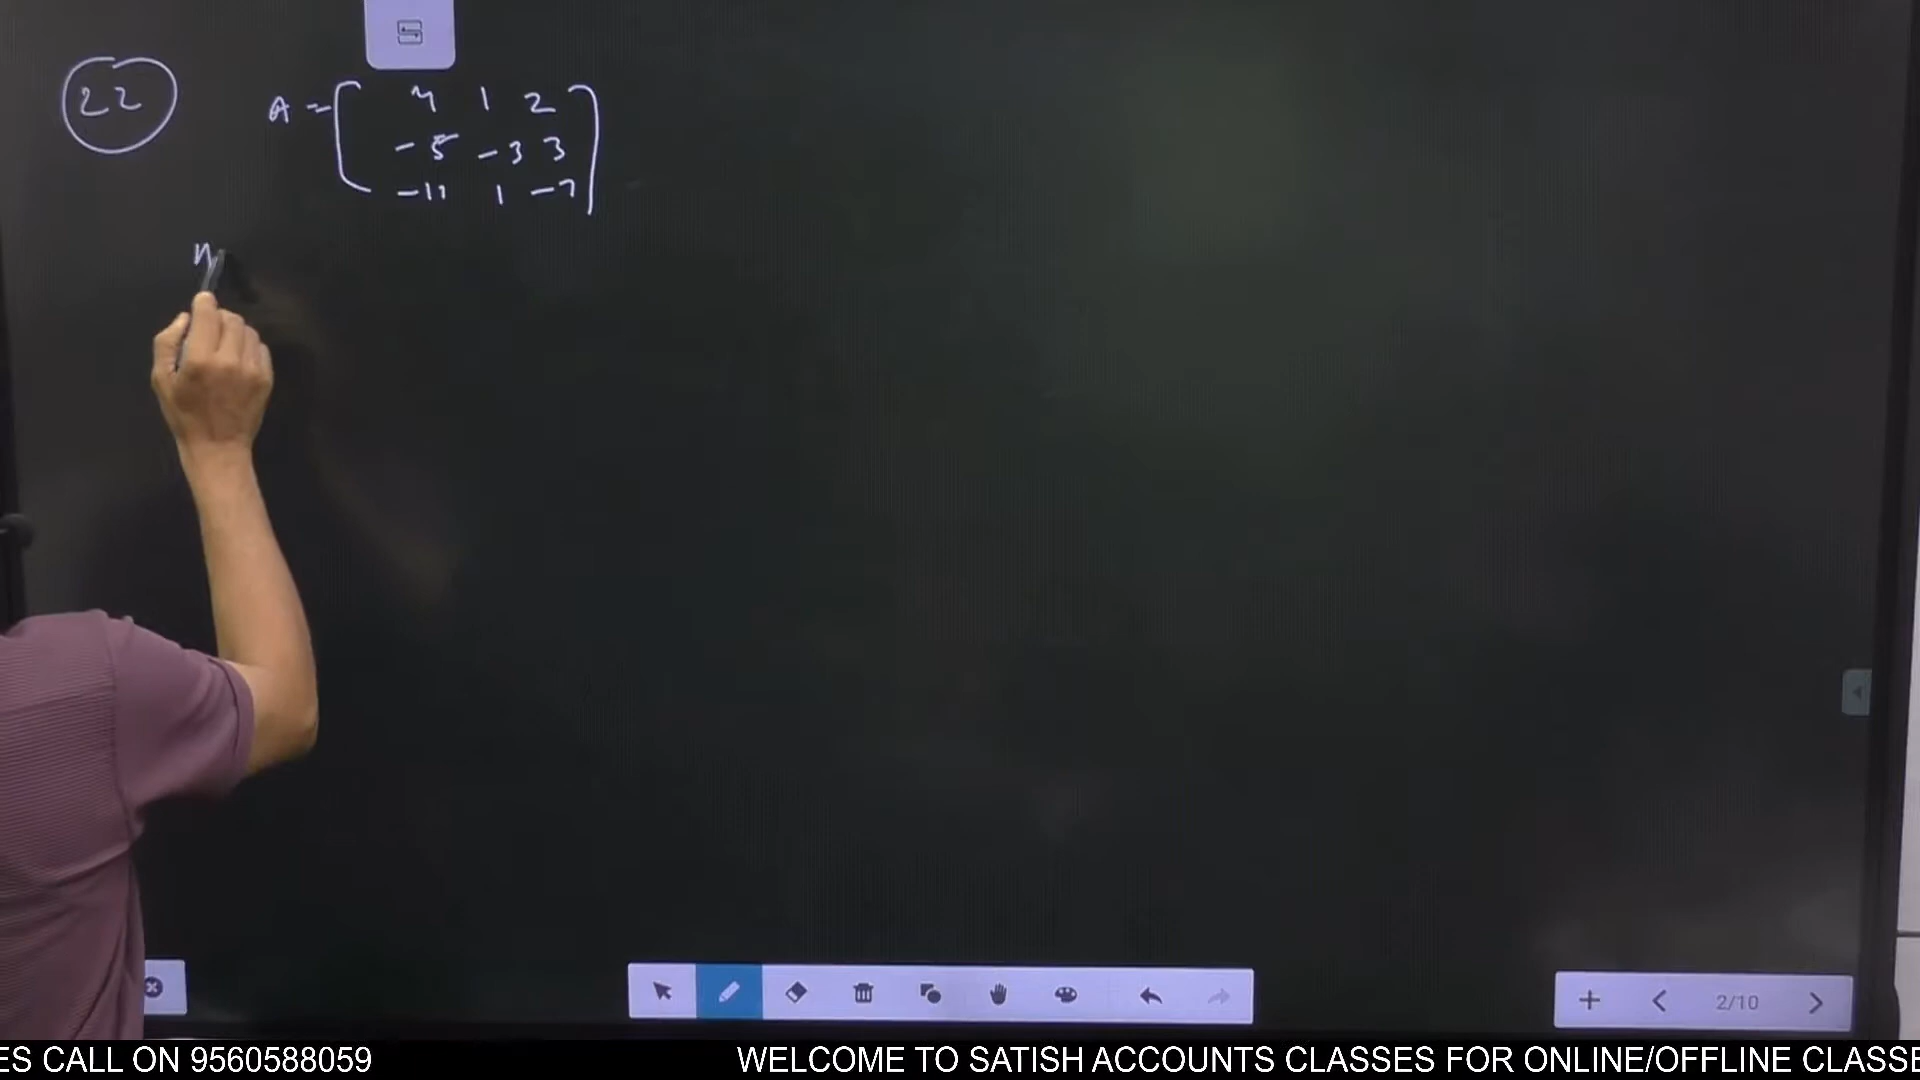 22
A = [ 4 1 2
-5 -3 3
-11 1 -7 ]
2/10
ES CALL ON 9560588059 WELCOME TO SATISH ACCOUNTS CLASSES FOR ONLINE/OFFLINE CLASSE